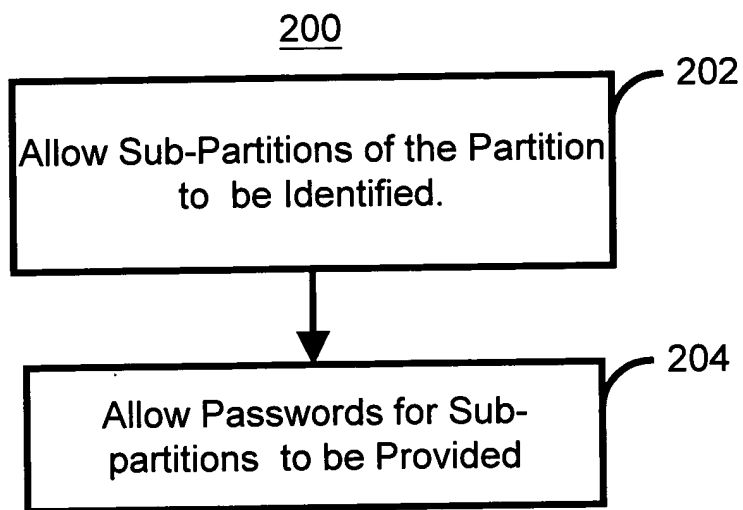 200
202
Allow Sub-Partitions of the Partition
to be Identified.
204
Allow Passwords for Sub-
partitions to be Provided